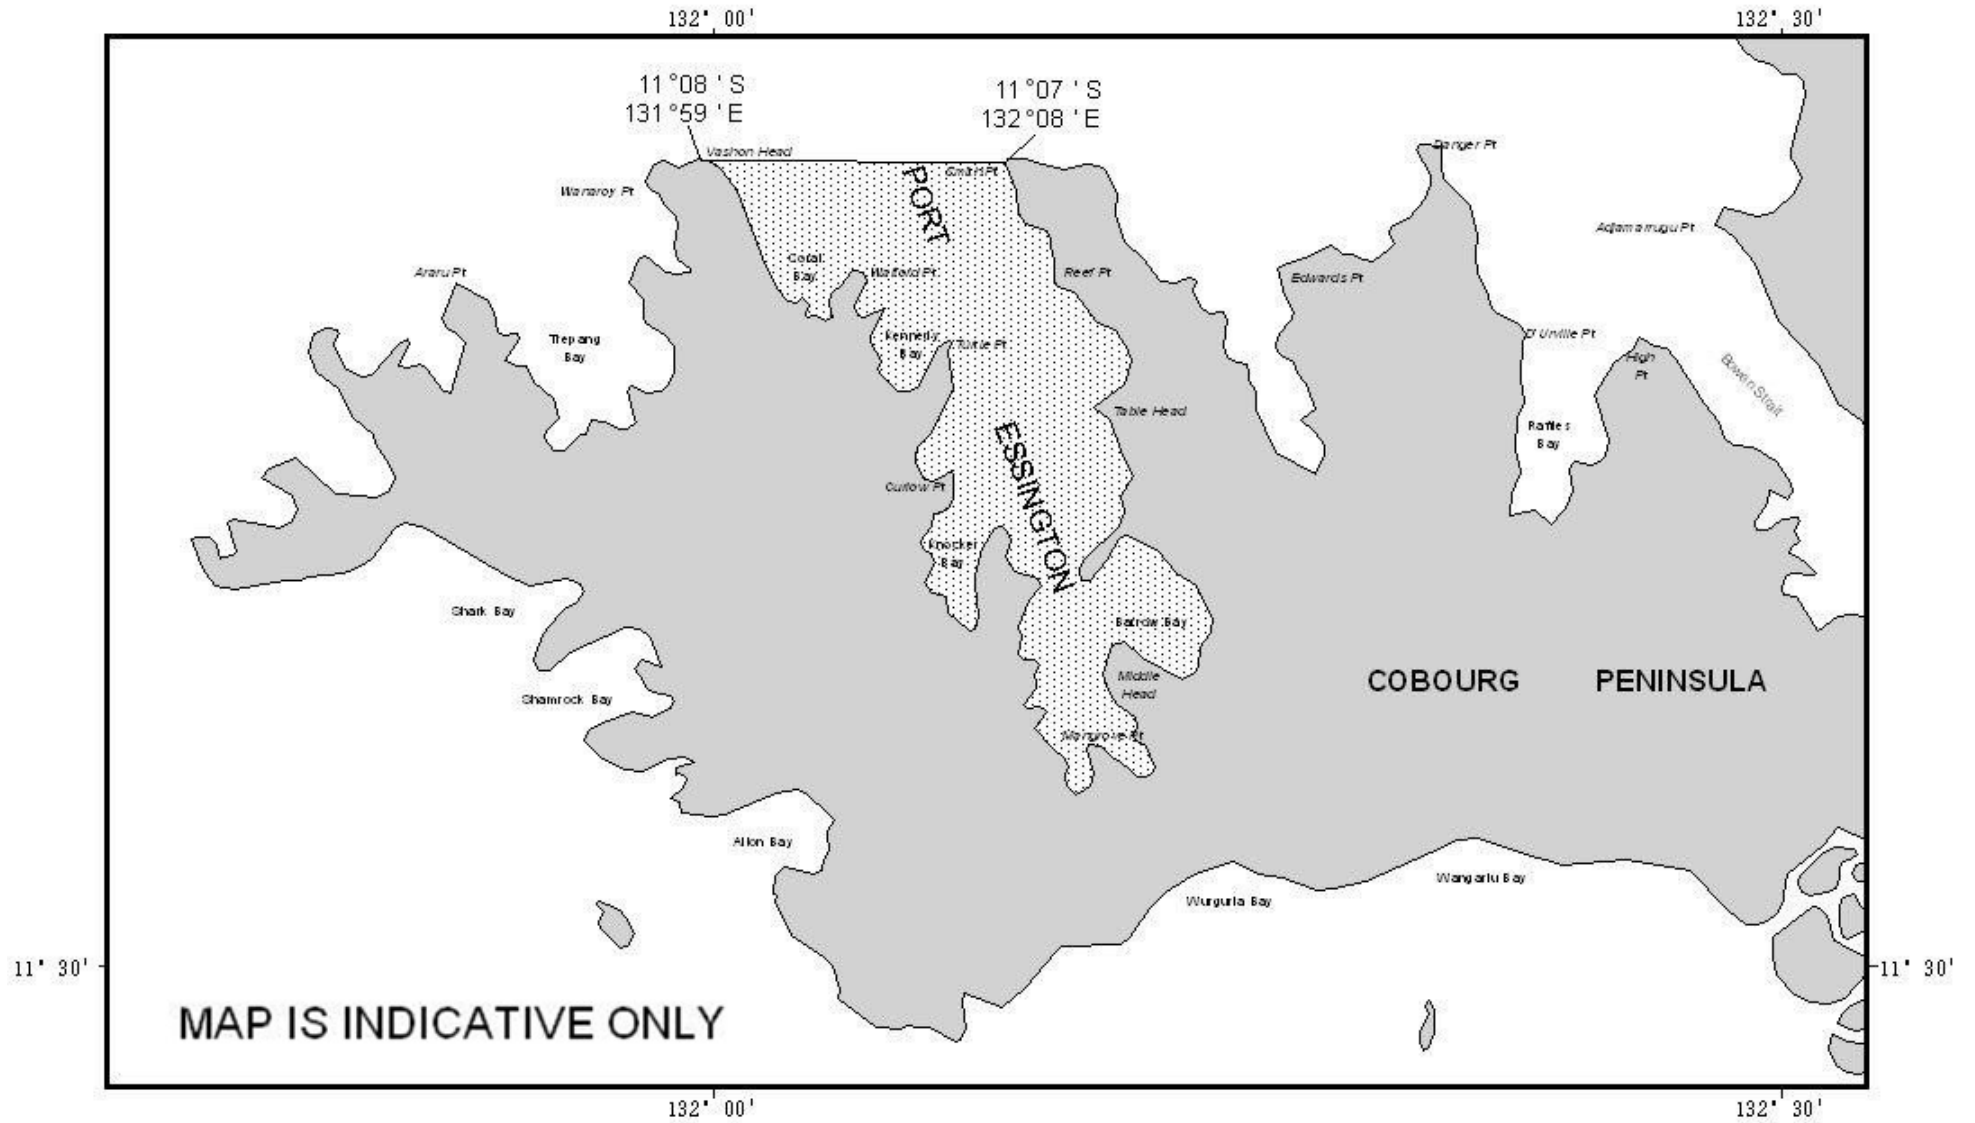 132° 00'
132° 30'
11°08 ' S
131°59 ' E
11°07 ' S
132°08 ' E
Vashon Head
Danger Pt
Smith Pt
PORT
Wanaroy Pt
Adjamarrugu Pt
Coral
Bay
Araru Pt
Walford Pt
Reef Pt
Edwards Pt
Trepang
Bay
Kennedy
Bay
Turtle Pt
D'Urville Pt
High
Pt
Bowen Strait
Table Head
Raffles
Bay
ESSINGTON
Curlow Pt
Knocker
Bay
Shark Bay
Barrow Bay
COBOURG PENINSULA
Middle
Head
Shamrock Bay
Mangrove Pt
Allon Bay
Wangarlu Bay
Wurgurla Bay
11° 30'
11° 30'
MAP IS INDICATIVE ONLY
132° 00'
132° 30'